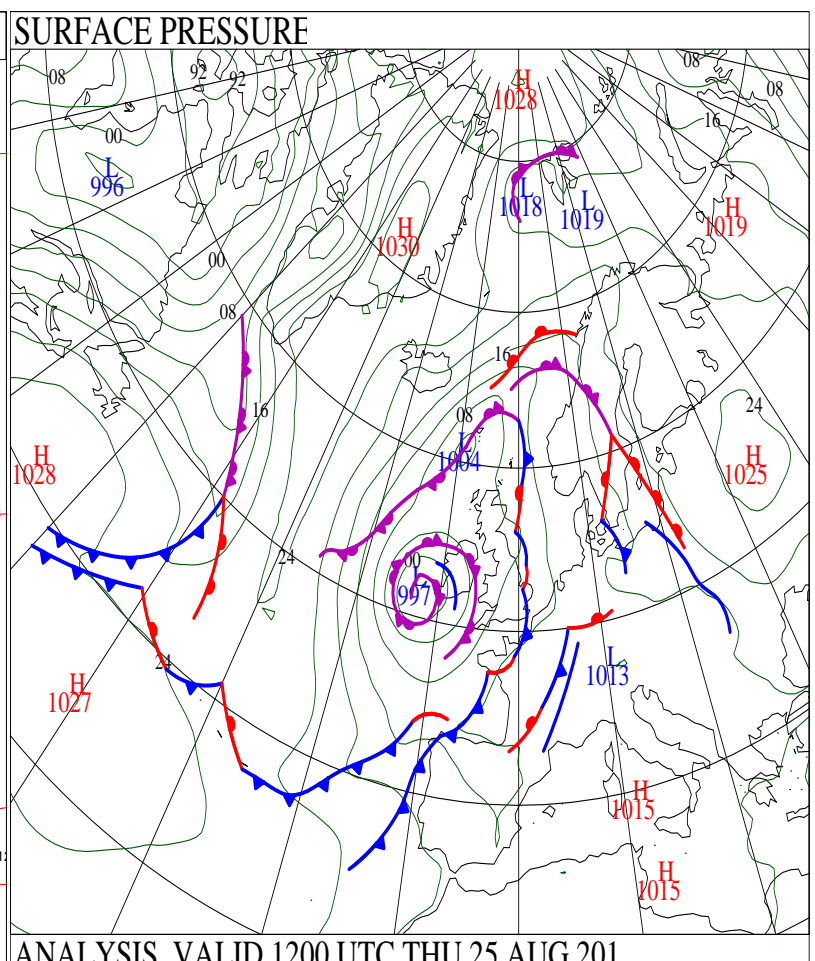 SURFACE PRESSURE
08
92
92
08
08
H
1028
16
00
L
996
L
1018
L
1019
H
1019
H
1030
00
08
16
16
08
24
H
1028
L
1004
H
1025
24
00
L
997
24
H
1027
L
1013
H
1015
H
1015
ANALYSIS VALID 1200 UTC THU 25 AUG 201